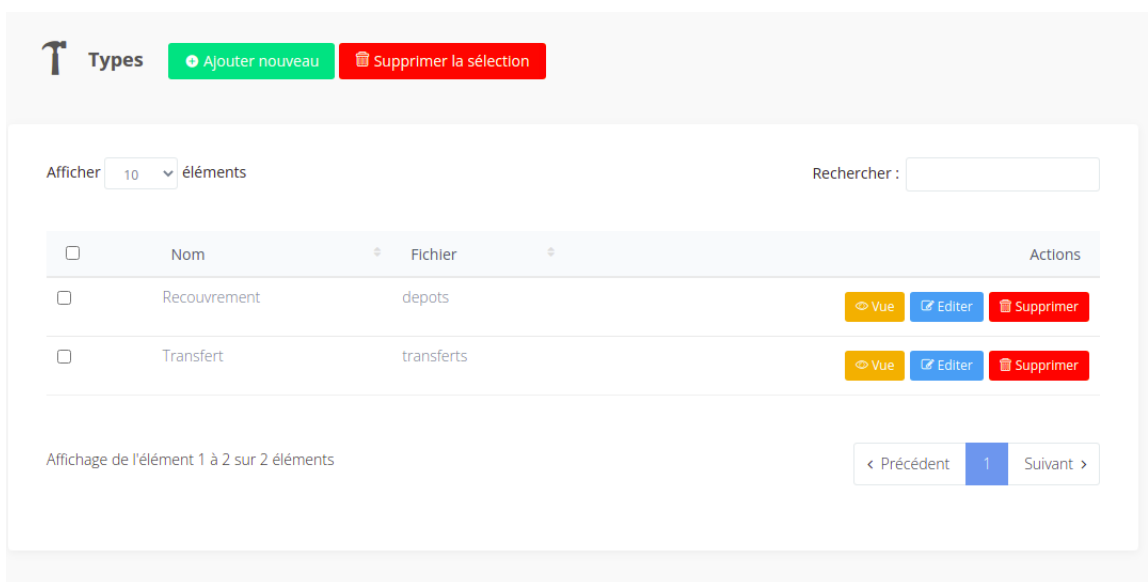 Types Ajouter nouveau Supprimer la sélection
Afficher 10 éléments Rechercher :
Nom Fichier Actions
Recouvrement depots Vue Editer Supprimer
Transfert transferts Vue Editer Supprimer
Affichage de l'élément 1 à 2 sur 2 éléments ‹ Précédent 1 Suivant ›